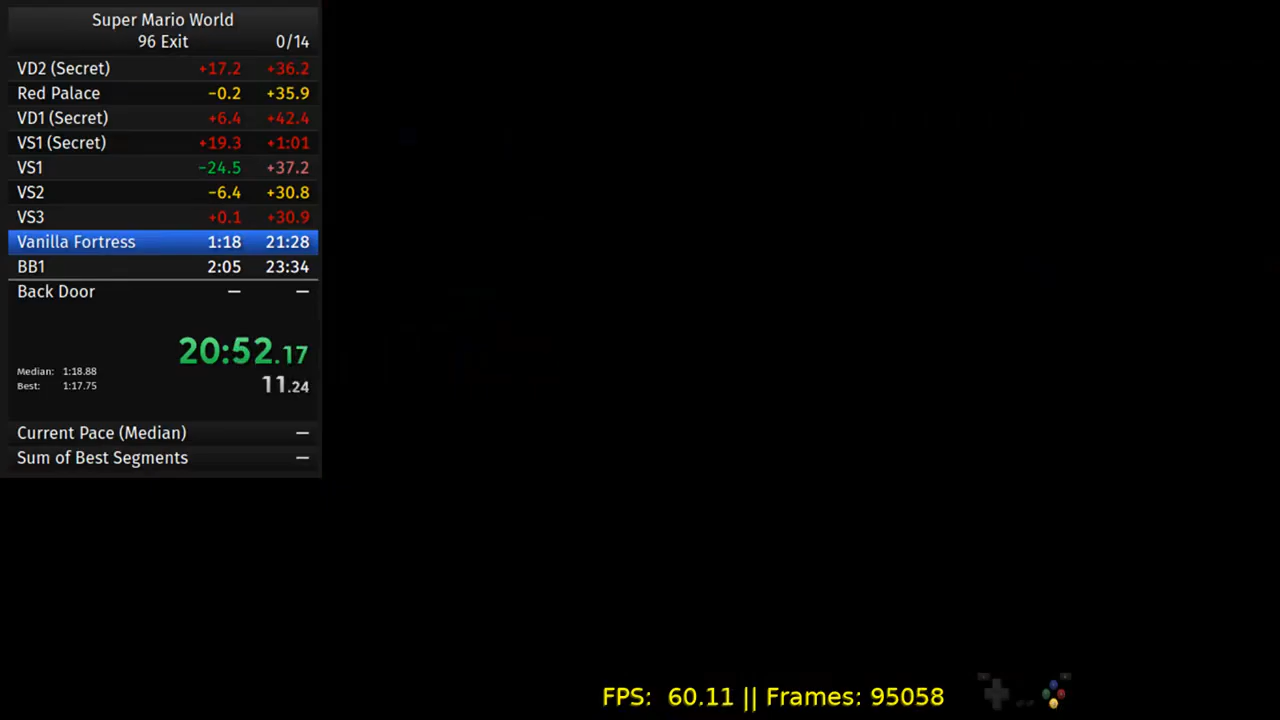 Super Mario World
96 Exit 0/14
VD2 (Secret) +17.2 +36.2
Red Palace −0.2 +35.9
VD1 (Secret) +6.4 +42.4
VS1 (Secret) +19.3 +1:01
VS1 −24.5 +37.2
VS2 −6.4 +30.8
VS3 +0.1 +30.9
Vanilla Fortress 1:18 21:28
BB1 2:05 23:34
Back Door — —
20:52.17
Median: 1:18.88
Best: 1:17.75
11.24
Current Pace (Median) —
Sum of Best Segments —
FPS: 60.11 || Frames: 95058